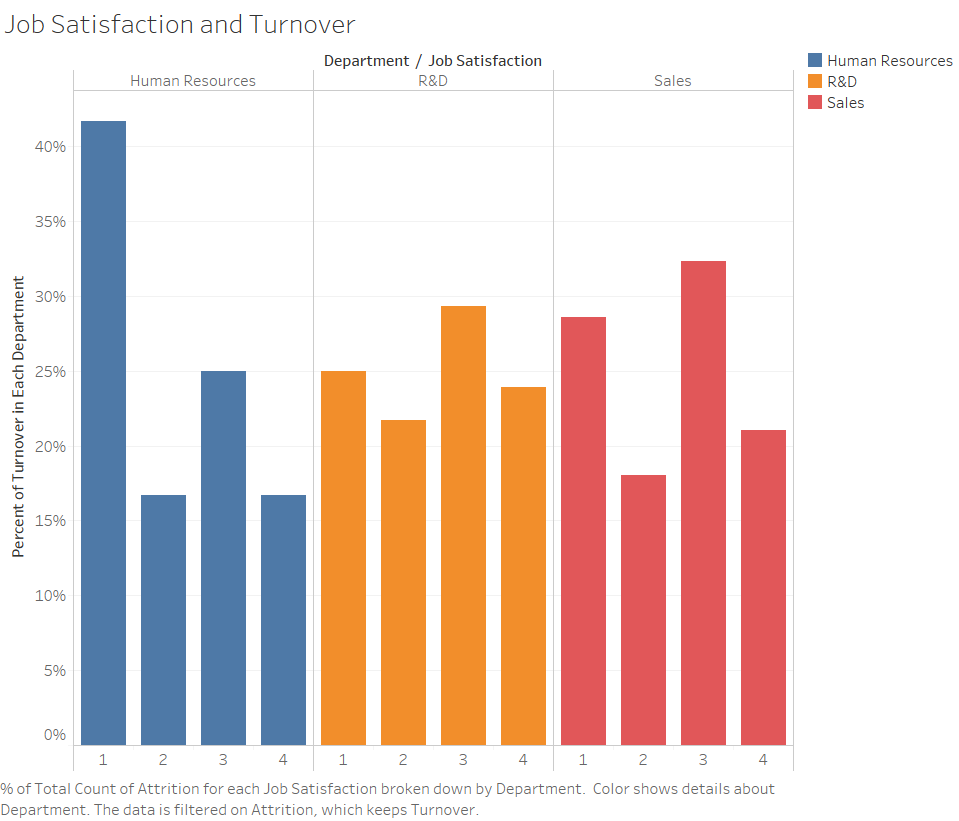 Job Satisfaction and Turnover
Department / Job Satisfaction
Human Resources
R&D
Sales
Human Resources
R&D
Sales
Percent of Turnover in Each Department
40%
35%
30%
25%
20%
15%
10%
5%
0%
1 2 3 4 1 2 3 4 1 2 3 4
% of Total Count of Attrition for each Job Satisfaction broken down by Department. Color shows details about
Department. The data is filtered on Attrition, which keeps Turnover.